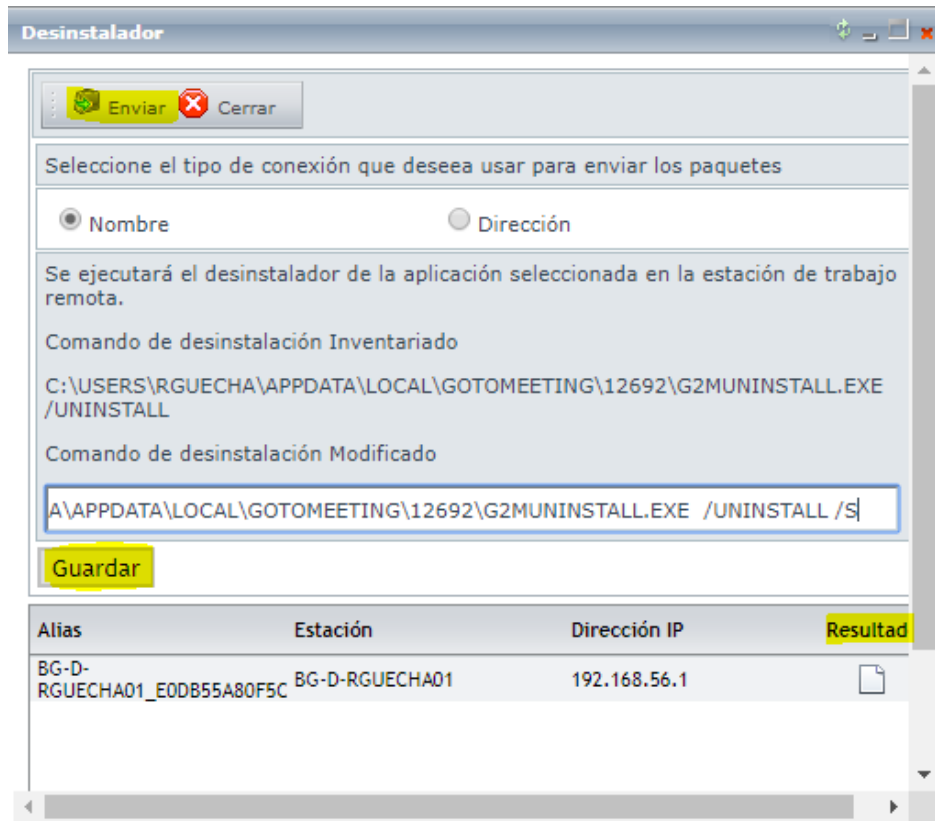 Desinstalador
Enviar Cerrar
Seleccione el tipo de conexión que deseea usar para enviar los paquetes
Nombre Dirección
Se ejecutará el desinstalador de la aplicación seleccionada en la estación de trabajo
remota.
Comando de desinstalación Inventariado
C:\USERS\RGUECHA\APPDATA\LOCAL\GOTOMEETING\12692\G2MUNINSTALL.EXE
/UNINSTALL
Comando de desinstalación Modificado
A\APPDATA\LOCAL\GOTOMEETING\12692\G2MUNINSTALL.EXE /UNINSTALL /S
Guardar
Alias Estación Dirección IP Resultad
BG-D-
RGUECHA01_E0DB55A80F5C BG-D-RGUECHA01 192.168.56.1